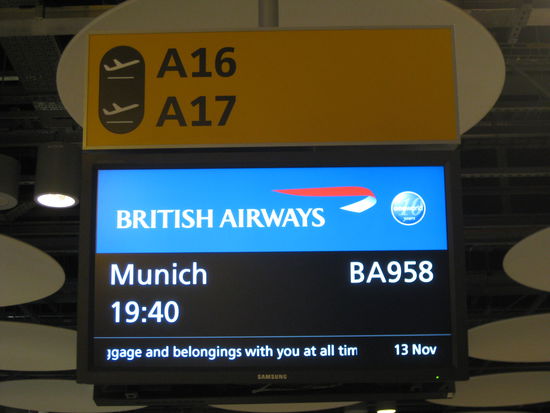 A16
A17
BRITISH AIRWAYS
Munich BA958
19:40
ggage and belongings with you at all tim 13 Nov
SAMSUNG